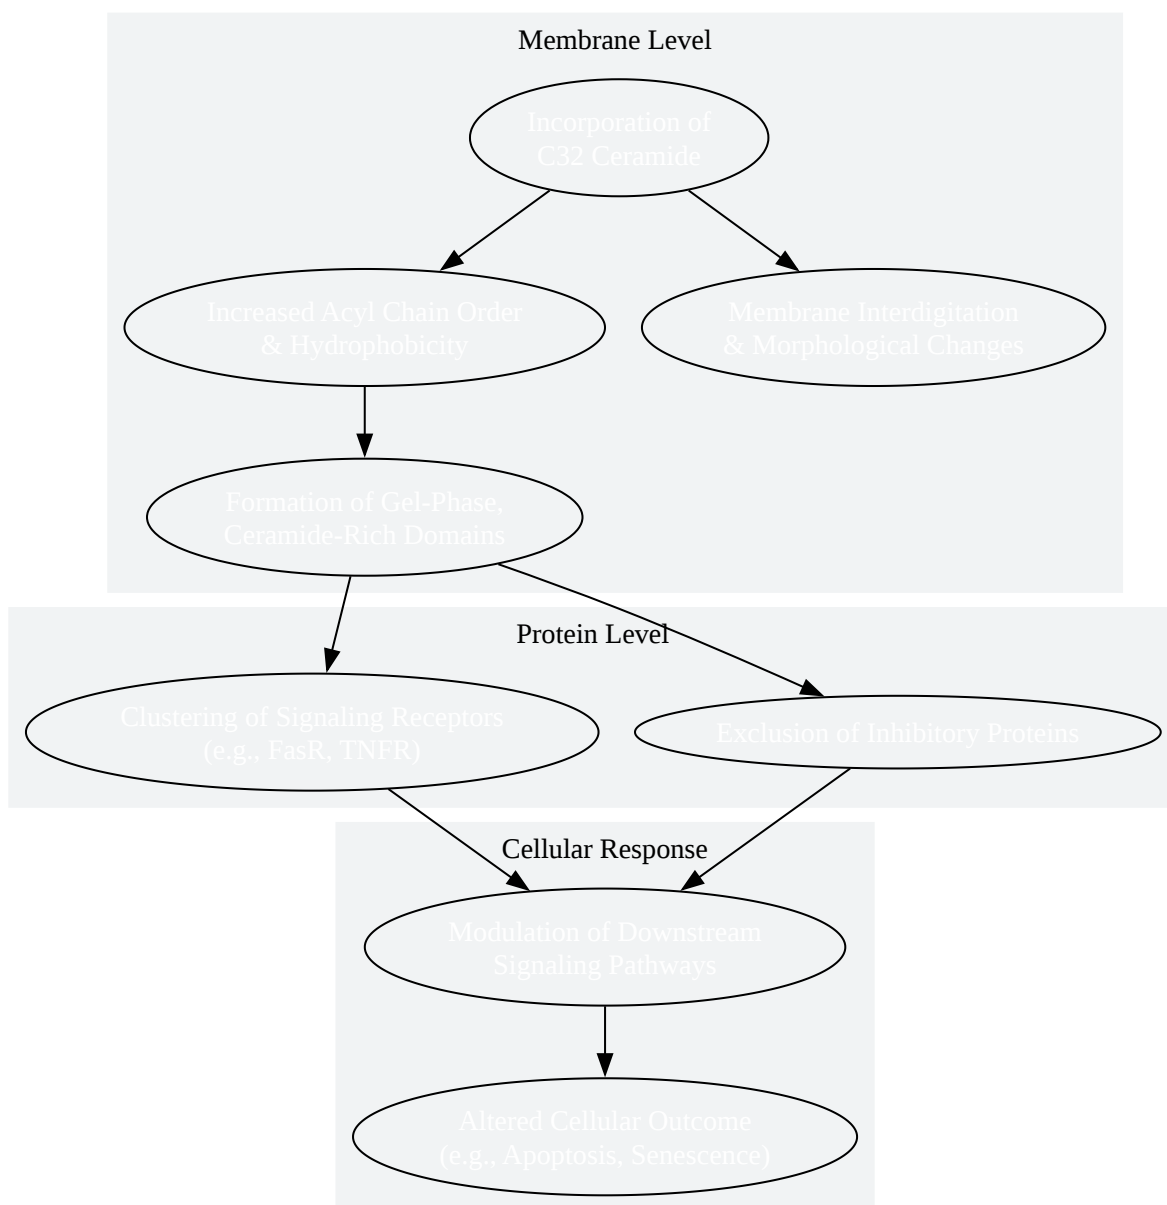 Membrane Level
Incorporation of
C32 Ceramide
Increased Acyl Chain Order
& Hydrophobicity
Membrane Interdigitation
& Morphological Changes
Formation of Gel-Phase,
Ceramide-Rich Domains
Protein Level
Clustering of Signaling Receptors
(e.g., FasR, TNFR)
Exclusion of Inhibitory Proteins
Cellular Response
Modulation of Downstream
Signaling Pathways
Altered Cellular Outcome
(e.g., Apoptosis, Senescence)